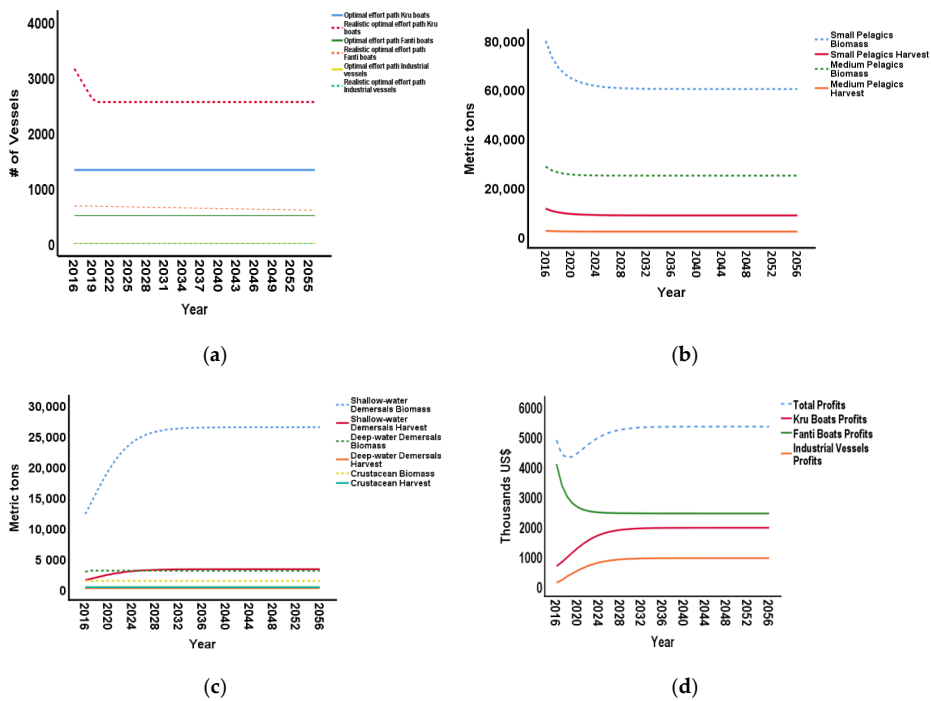 4000
3000
2000
1000
0
# of Vessels
2016
2019
2022
2025
2028
2031
2034
2037
2040
2043
2046
2049
2052
2055
Year
Optimal effort path Kru boats
Realistic optimal effort path Kru
boats
Optimal effort path Fanti boats
Realistic optimal effort path
Fanti boats
Optimal effort path Industrial
vessels
Realistic optimal effort path
Industrial vessels
(a)
80,000
60,000
40,000
20,000
0
Metric tons
2016
2020
2024
2028
2032
2036
2040
2044
2048
2052
2056
Year
Small Pelagics
Biomass
Small Pelagics Harvest
Medium Pelagics
Biomass
Medium Pelagics
Harvest
(b)
30,000
25,000
20,000
15,000
10,000
5 000
0
Metric tons
2016
2020
2024
2028
2032
2036
2040
2044
2048
2052
2056
Year
Shallow-water
Demersals Biomass
Shallow-water
Demersals Harvest
Deep-water Demersals
Biomass
Deep-water Demersals
Harvest
Crustacean Biomass
Crustacean Harvest
(c)
6000
5000
4000
3000
2000
1000
0
Thousands US$
2016
2020
2024
2028
2032
2036
2040
2044
2048
2052
2056
Year
Total Profits
Kru Boats Profits
Fanti Boats Profits
Industrial Vessels
Profits
(d)